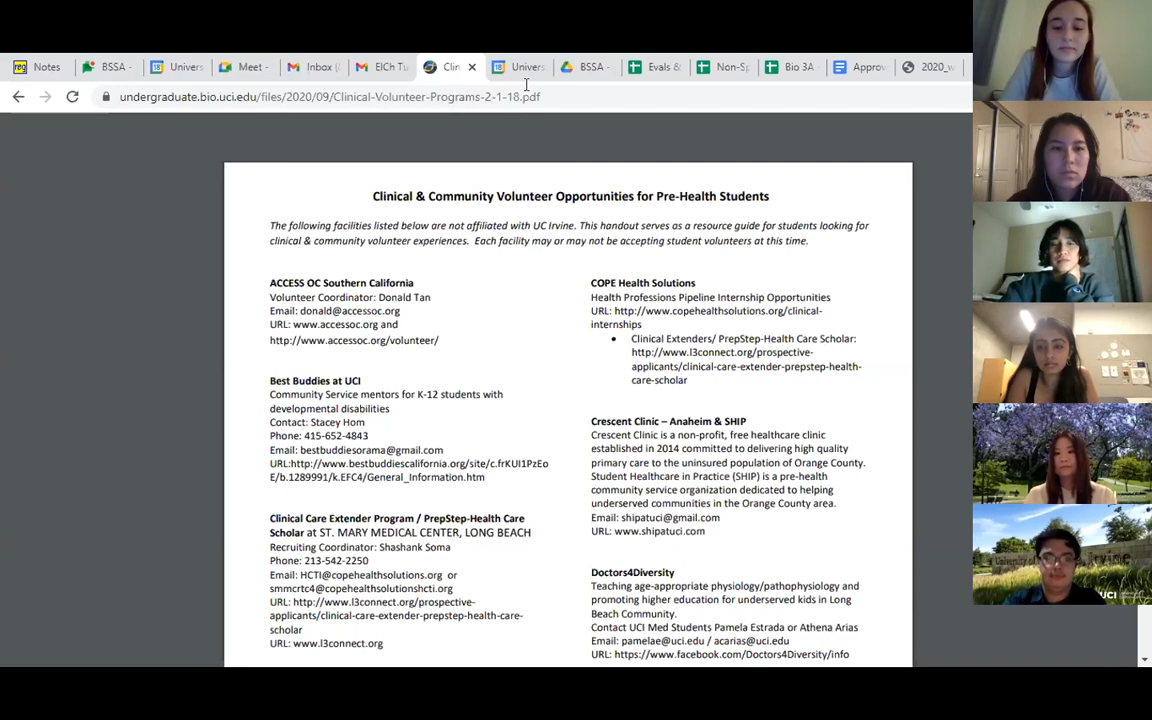 reg Notes BSSA - Univers Meet - Inbox ( EICh Tu Clin Univers BSSA - Evals & Non-Sp Bio 3A Approv 2020_w
undergraduate.bio.uci.edu/files/2020/09/Clinical-Volunteer-Programs-2-1-18.pdf
Clinical & Community Volunteer Opportunities for Pre-Health Students
The following facilities listed below are not affiliated with UC Irvine. This handout serves as a resource guide for students looking for
clinical & community volunteer experiences. Each facility may or may not be accepting student volunteers at this time.
ACCESS OC Southern California
Volunteer Coordinator: Donald Tan
Email: donald@accessoc.org
URL: www.accessoc.org and
http://www.accessoc.org/volunteer/
Best Buddies at UCI
Community Service mentors for K-12 students with
developmental disabilities
Contact: Stacey Hom
Phone: 415-652-4843
Email: bestbuddiesorama@gmail.com
URL:http://www.bestbuddiescalifornia.org/site/c.frKUI1PzEo
E/b.1289991/k.EFC4/General_Information.htm
Clinical Care Extender Program / PrepStep-Health Care
Scholar at ST. MARY MEDICAL CENTER, LONG BEACH
Recruiting Coordinator: Shashank Soma
Phone: 213-542-2250
Email: HCTI@copehealthsolutions.org or
smmcrtc4@copehealthsolutionshcti.org
URL: http://www.l3connect.org/prospective-
applicants/clinical-care-extender-prepstep-health-care-
scholar
URL: www.l3connect.org
COPE Health Solutions
Health Professions Pipeline Internship Opportunities
URL: http://www.copehealthsolutions.org/clinical-
internships
• Clinical Extenders/ PrepStep-Health Care Scholar:
http://www.l3connect.org/prospective-
applicants/clinical-care-extender-prepstep-health-
care-scholar
Crescent Clinic – Anaheim & SHIP
Crescent Clinic is a non-profit, free healthcare clinic
established in 2014 committed to delivering high quality
primary care to the uninsured population of Orange County.
Student Healthcare in Practice (SHIP) is a pre-health
community service organization dedicated to helping
underserved communities in the Orange County area.
Email: shipatuci@gmail.com
URL: www.shipatuci.com
Doctors4Diversity
Teaching age-appropriate physiology/pathophysiology and
promoting higher education for underserved kids in Long
Beach Community.
Contact UCI Med Students Pamela Estrada or Athena Arias
Email: pamelae@uci.edu / acarias@uci.edu
URL: https://www.facebook.com/Doctors4Diversity/info
UCI